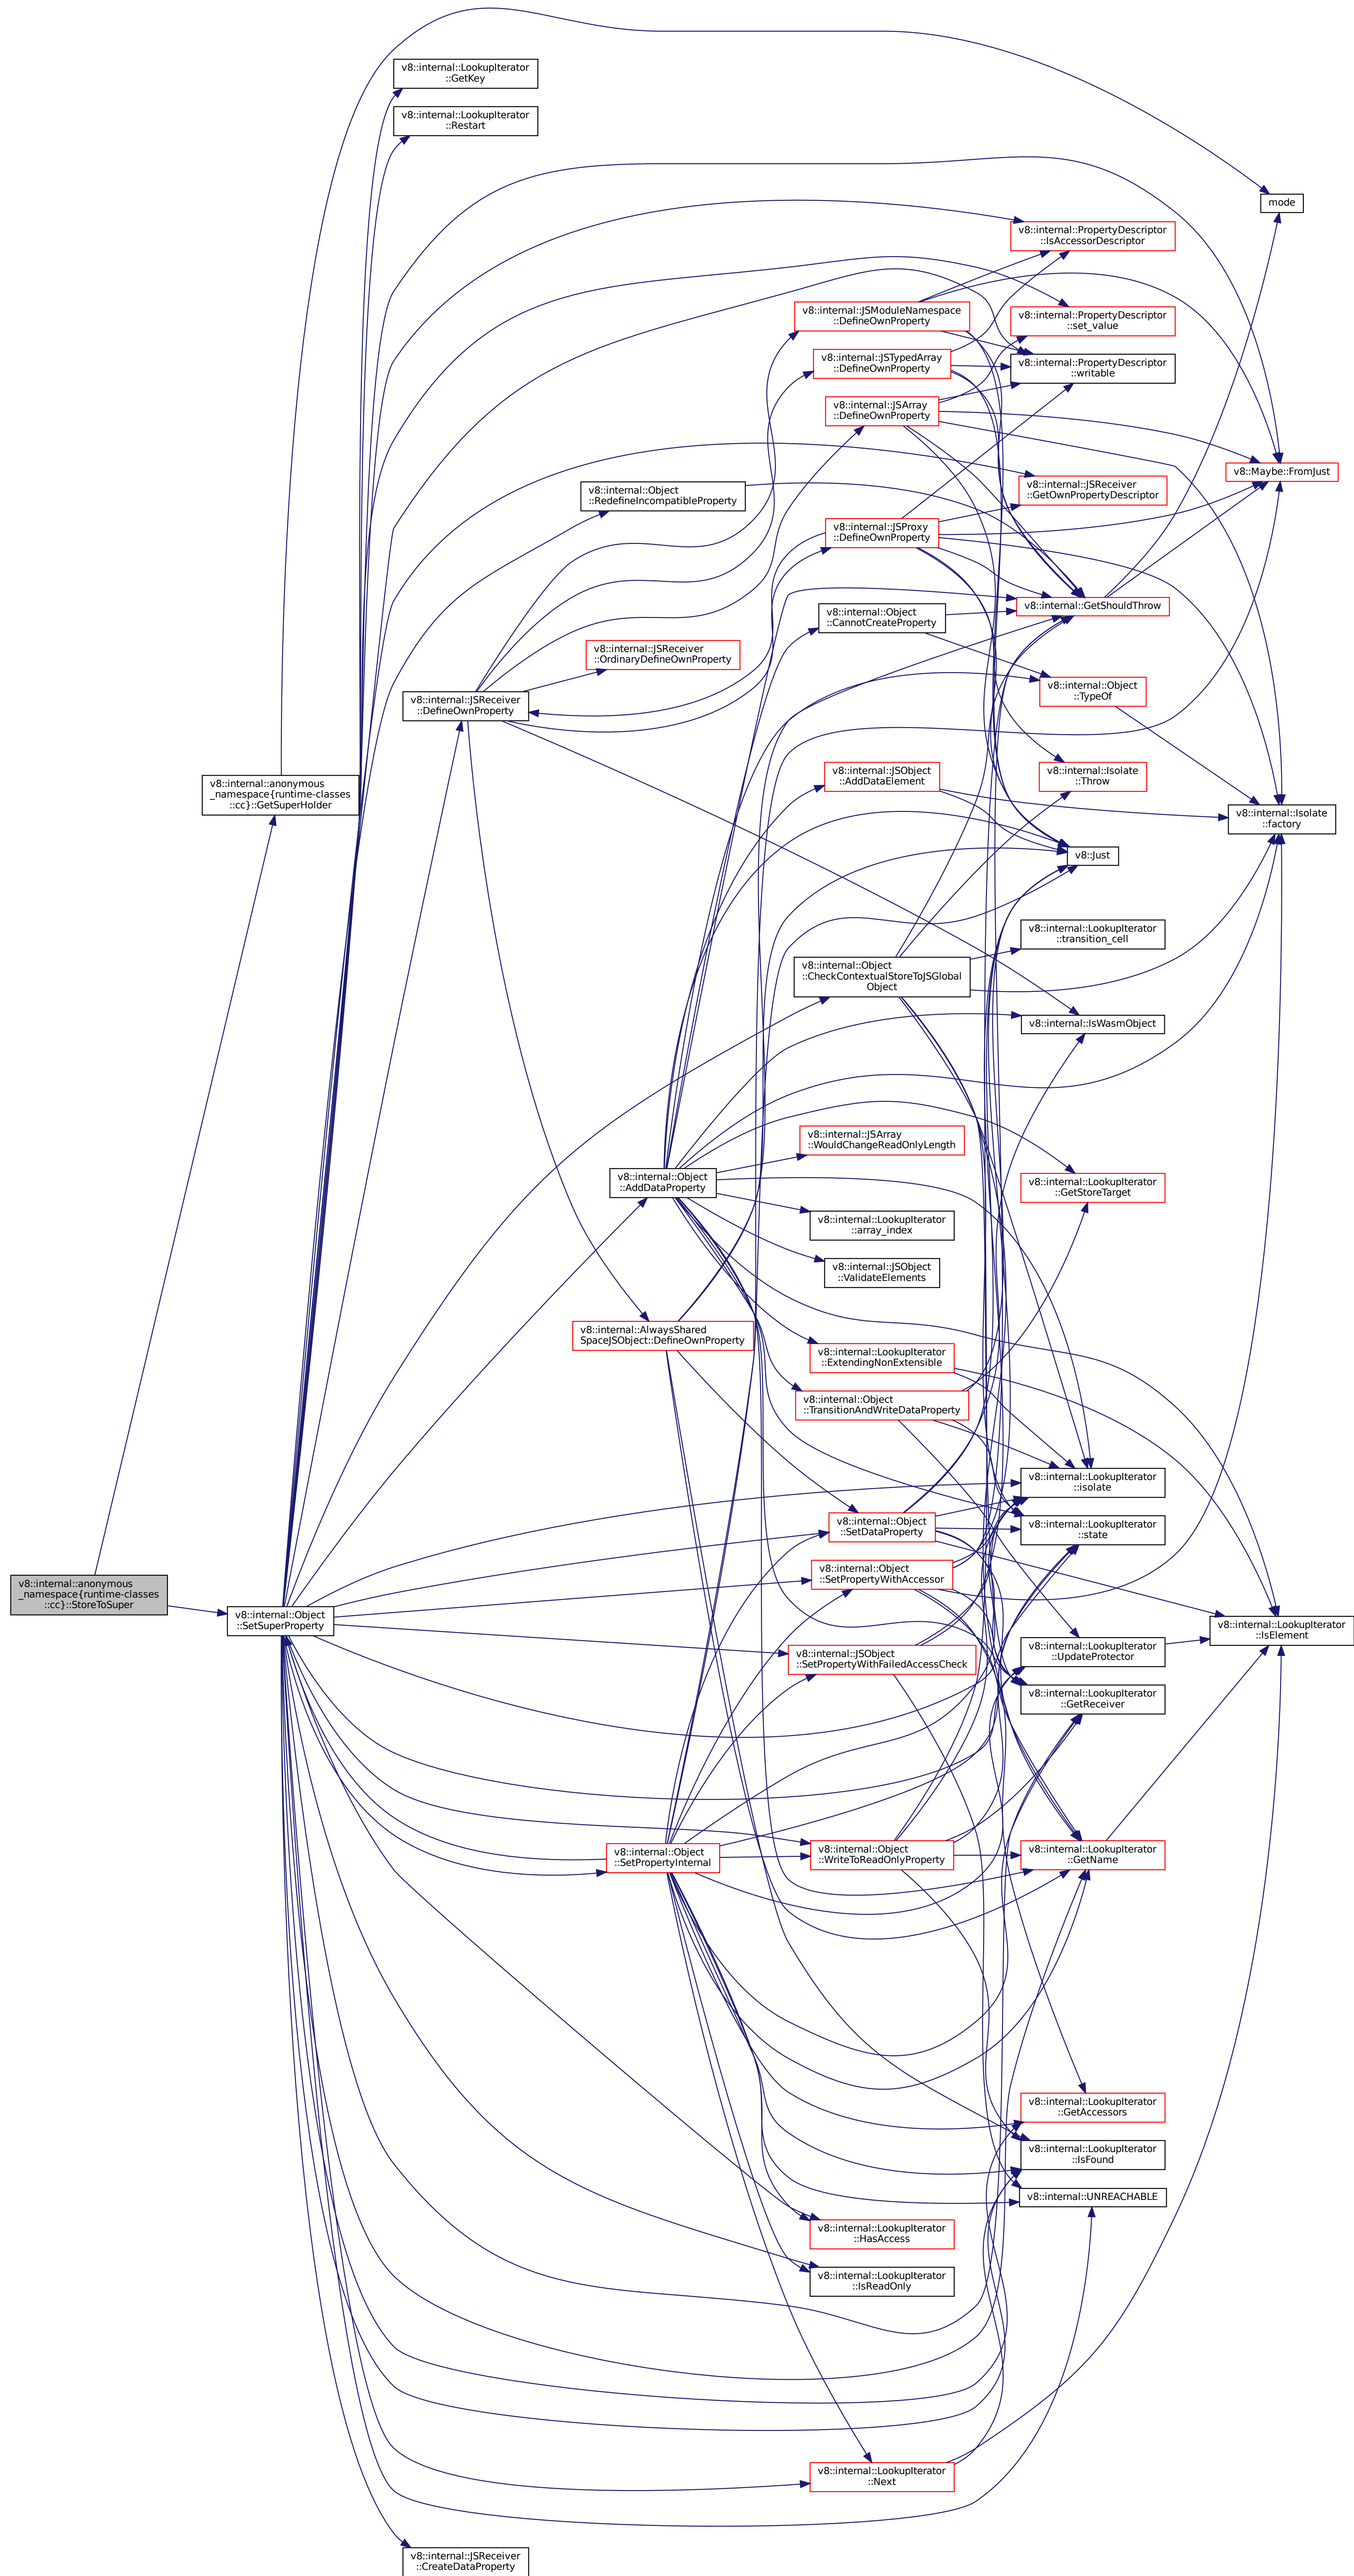 v8::internal::LookupIterator
::GetKey
v8::internal::LookupIterator
::Restart
mode
v8::internal::PropertyDescriptor
::IsAccessorDescriptor
v8::internal::JSModuleNamespace
::DefineOwnProperty
v8::internal::PropertyDescriptor
::set_value
v8::internal::JSTypedArray
::DefineOwnProperty
v8::internal::PropertyDescriptor
::writable
v8::internal::JSArray
::DefineOwnProperty
v8::Maybe::FromJust
v8::internal::Object
::RedefineIncompatibleProperty
v8::internal::JSReceiver
::GetOwnPropertyDescriptor
v8::internal::JSProxy
::DefineOwnProperty
v8::internal::GetShouldThrow
v8::internal::Object
::CannotCreateProperty
v8::internal::JSReceiver
::OrdinaryDefineOwnProperty
v8::internal::Object
::TypeOf
v8::internal::JSReceiver
::DefineOwnProperty
v8::internal::JSObject
::AddDataElement
v8::internal::Isolate
::Throw
v8::internal::anonymous
_namespace{runtime-classes
::cc}::GetSuperHolder
v8::internal::Isolate
::factory
v8::Just
v8::internal::LookupIterator
::transition_cell
v8::internal::Object
::CheckContextualStoreToJSGlobal
Object
v8::internal::IsWasmObject
v8::internal::JSArray
::WouldChangeReadOnlyLength
v8::internal::Object
::AddDataProperty
v8::internal::LookupIterator
::GetStoreTarget
v8::internal::LookupIterator
::array_index
v8::internal::JSObject
::ValidateElements
v8::internal::AlwaysShared
SpaceJSObject::DefineOwnProperty
v8::internal::LookupIterator
::ExtendingNonExtensible
v8::internal::Object
::TransitionAndWriteDataProperty
v8::internal::LookupIterator
::isolate
v8::internal::Object
::SetDataProperty
v8::internal::LookupIterator
::state
v8::internal::Object
::SetPropertyWithAccessor
v8::internal::anonymous
_namespace{runtime-classes
::cc}::StoreToSuper
v8::internal::Object
::SetSuperProperty
v8::internal::LookupIterator
::IsElement
v8::internal::LookupIterator
::UpdateProtector
v8::internal::JSObject
::SetPropertyWithFailedAccessCheck
v8::internal::LookupIterator
::GetReceiver
v8::internal::Object
::SetPropertyInternal
v8::internal::Object
::WriteToReadOnlyProperty
v8::internal::LookupIterator
::GetName
v8::internal::LookupIterator
::GetAccessors
v8::internal::LookupIterator
::IsFound
v8::internal::UNREACHABLE
v8::internal::LookupIterator
::HasAccess
v8::internal::LookupIterator
::IsReadOnly
v8::internal::LookupIterator
::Next
v8::internal::JSReceiver
::CreateDataProperty